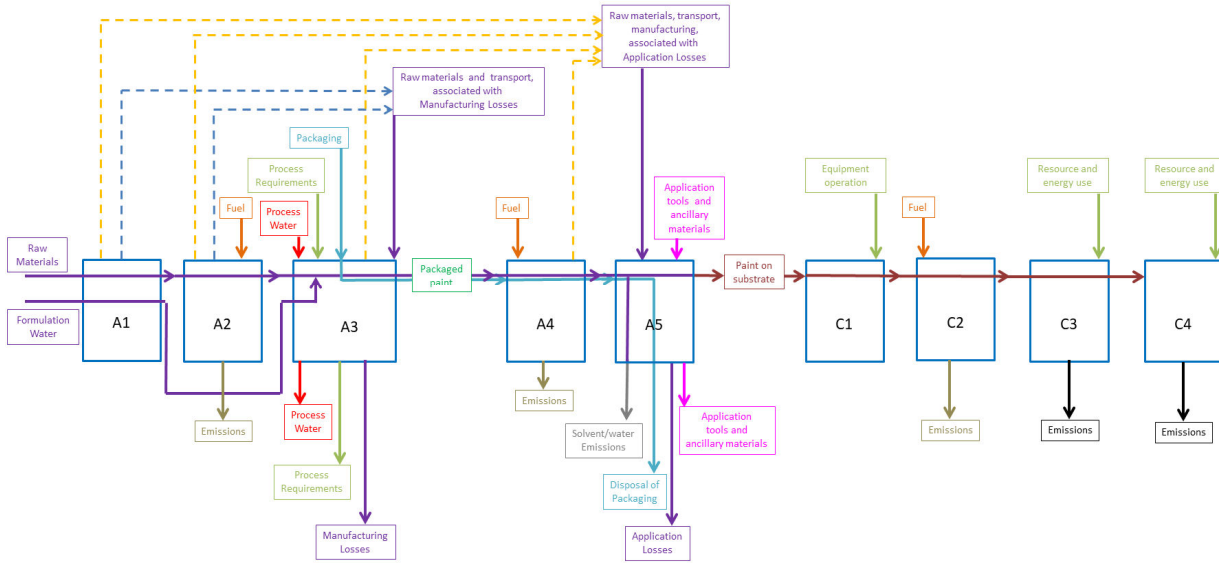 Raw materials, transport,
manufacturing,
associated with
Application Losses
Raw materials and transport,
associated with
Manufacturing Losses
Packaging
Process
Requirements
Fuel
Process
Water
Fuel
Application
tools and
ancillary
materials
Equipment
operation
Fuel
Resource and
energy use
Resource and
energy use
Raw
Materials
Formulation
Water
Packaged
paint
Paint on
substrate
A1
A2
A3
A4
A5
C1
C2
C3
C4
Emissions
Process
Water
Process
Requirements
Manufacturing
Losses
Emissions
Solvent/water
Emissions
Application
tools and
ancillary materials
Disposal of
Packaging
Application
Losses
Emissions
Emissions
Emissions